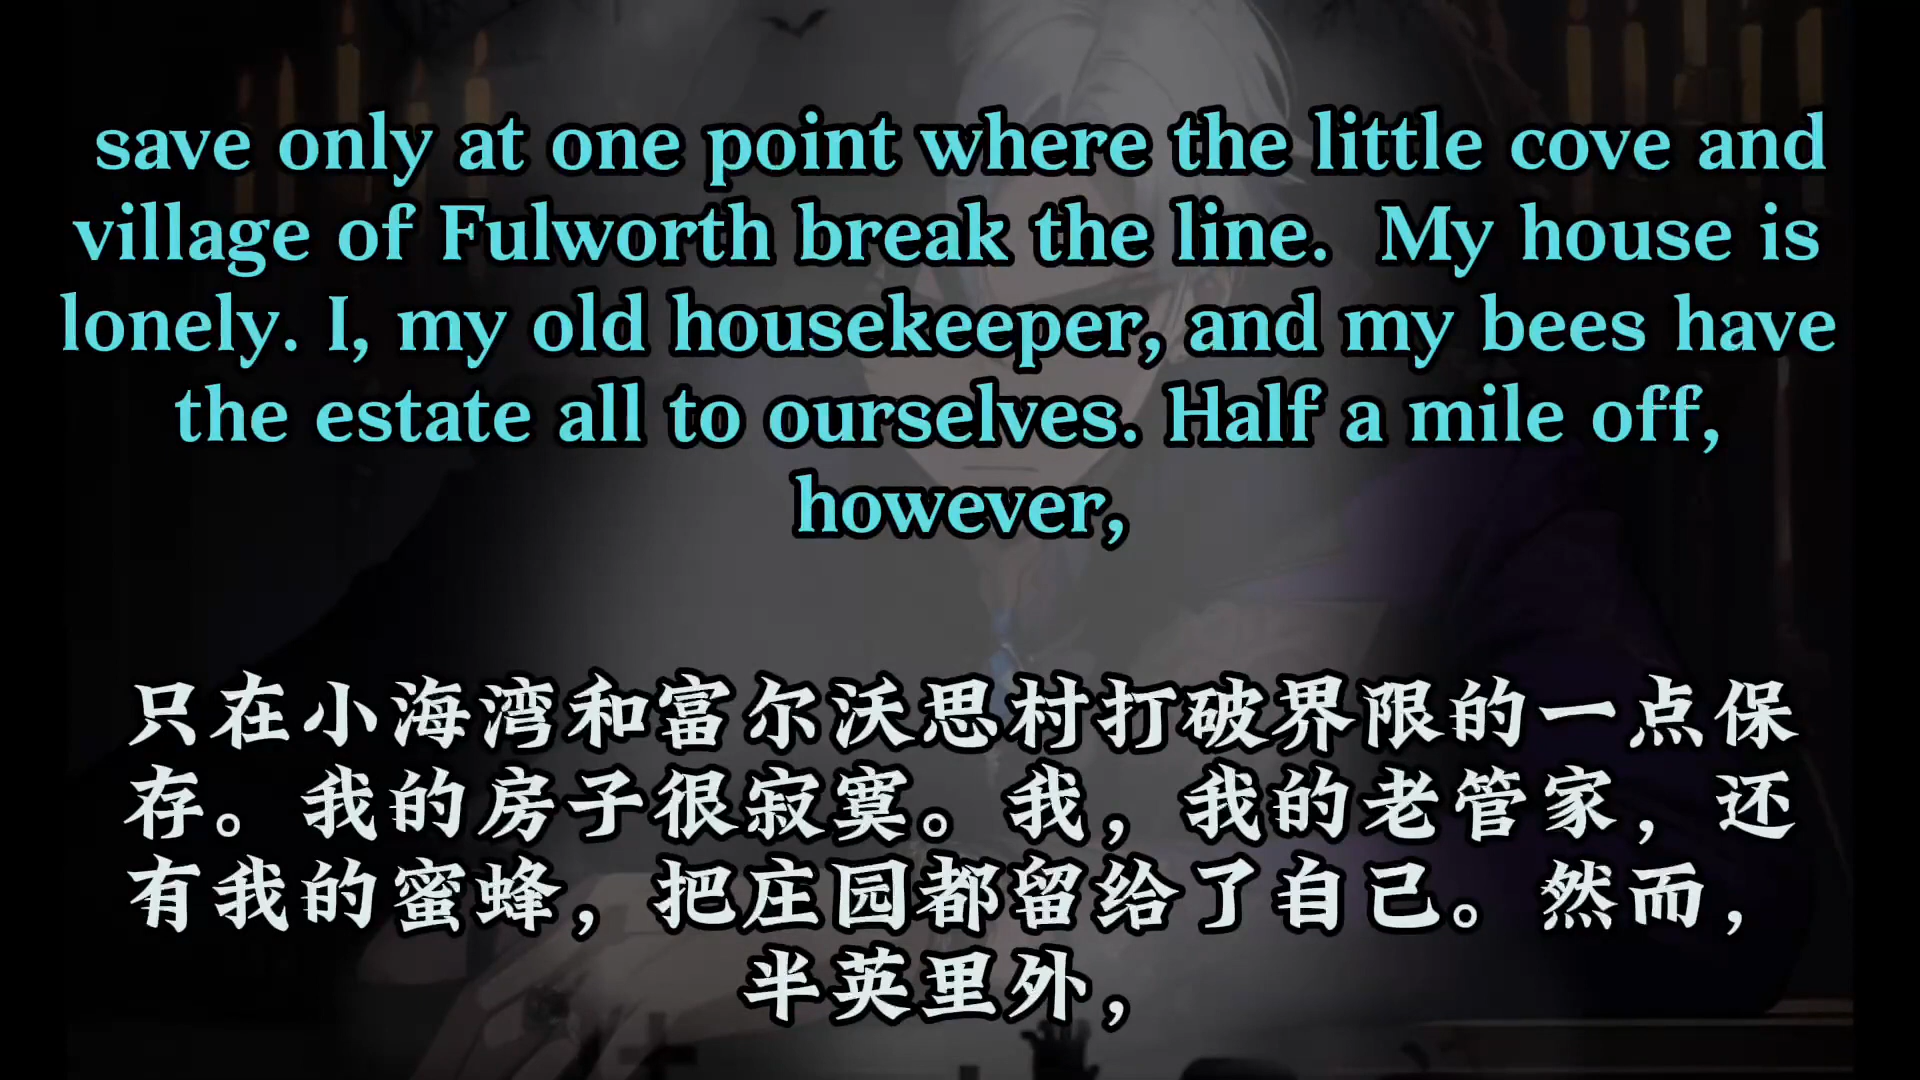 save only at one point where the little cove and
village of Fulworth break the line. My house is
lonely. I, my old housekeeper, and my bees have
the estate all to ourselves. Half a mile off,
however,
只在小海湾和富尔沃思村打破界限的一点保
存。我的房子很寂寞。我，我的老管家，还
有我的蜜蜂，把庄园都留给了自己。然而，
半英里外，